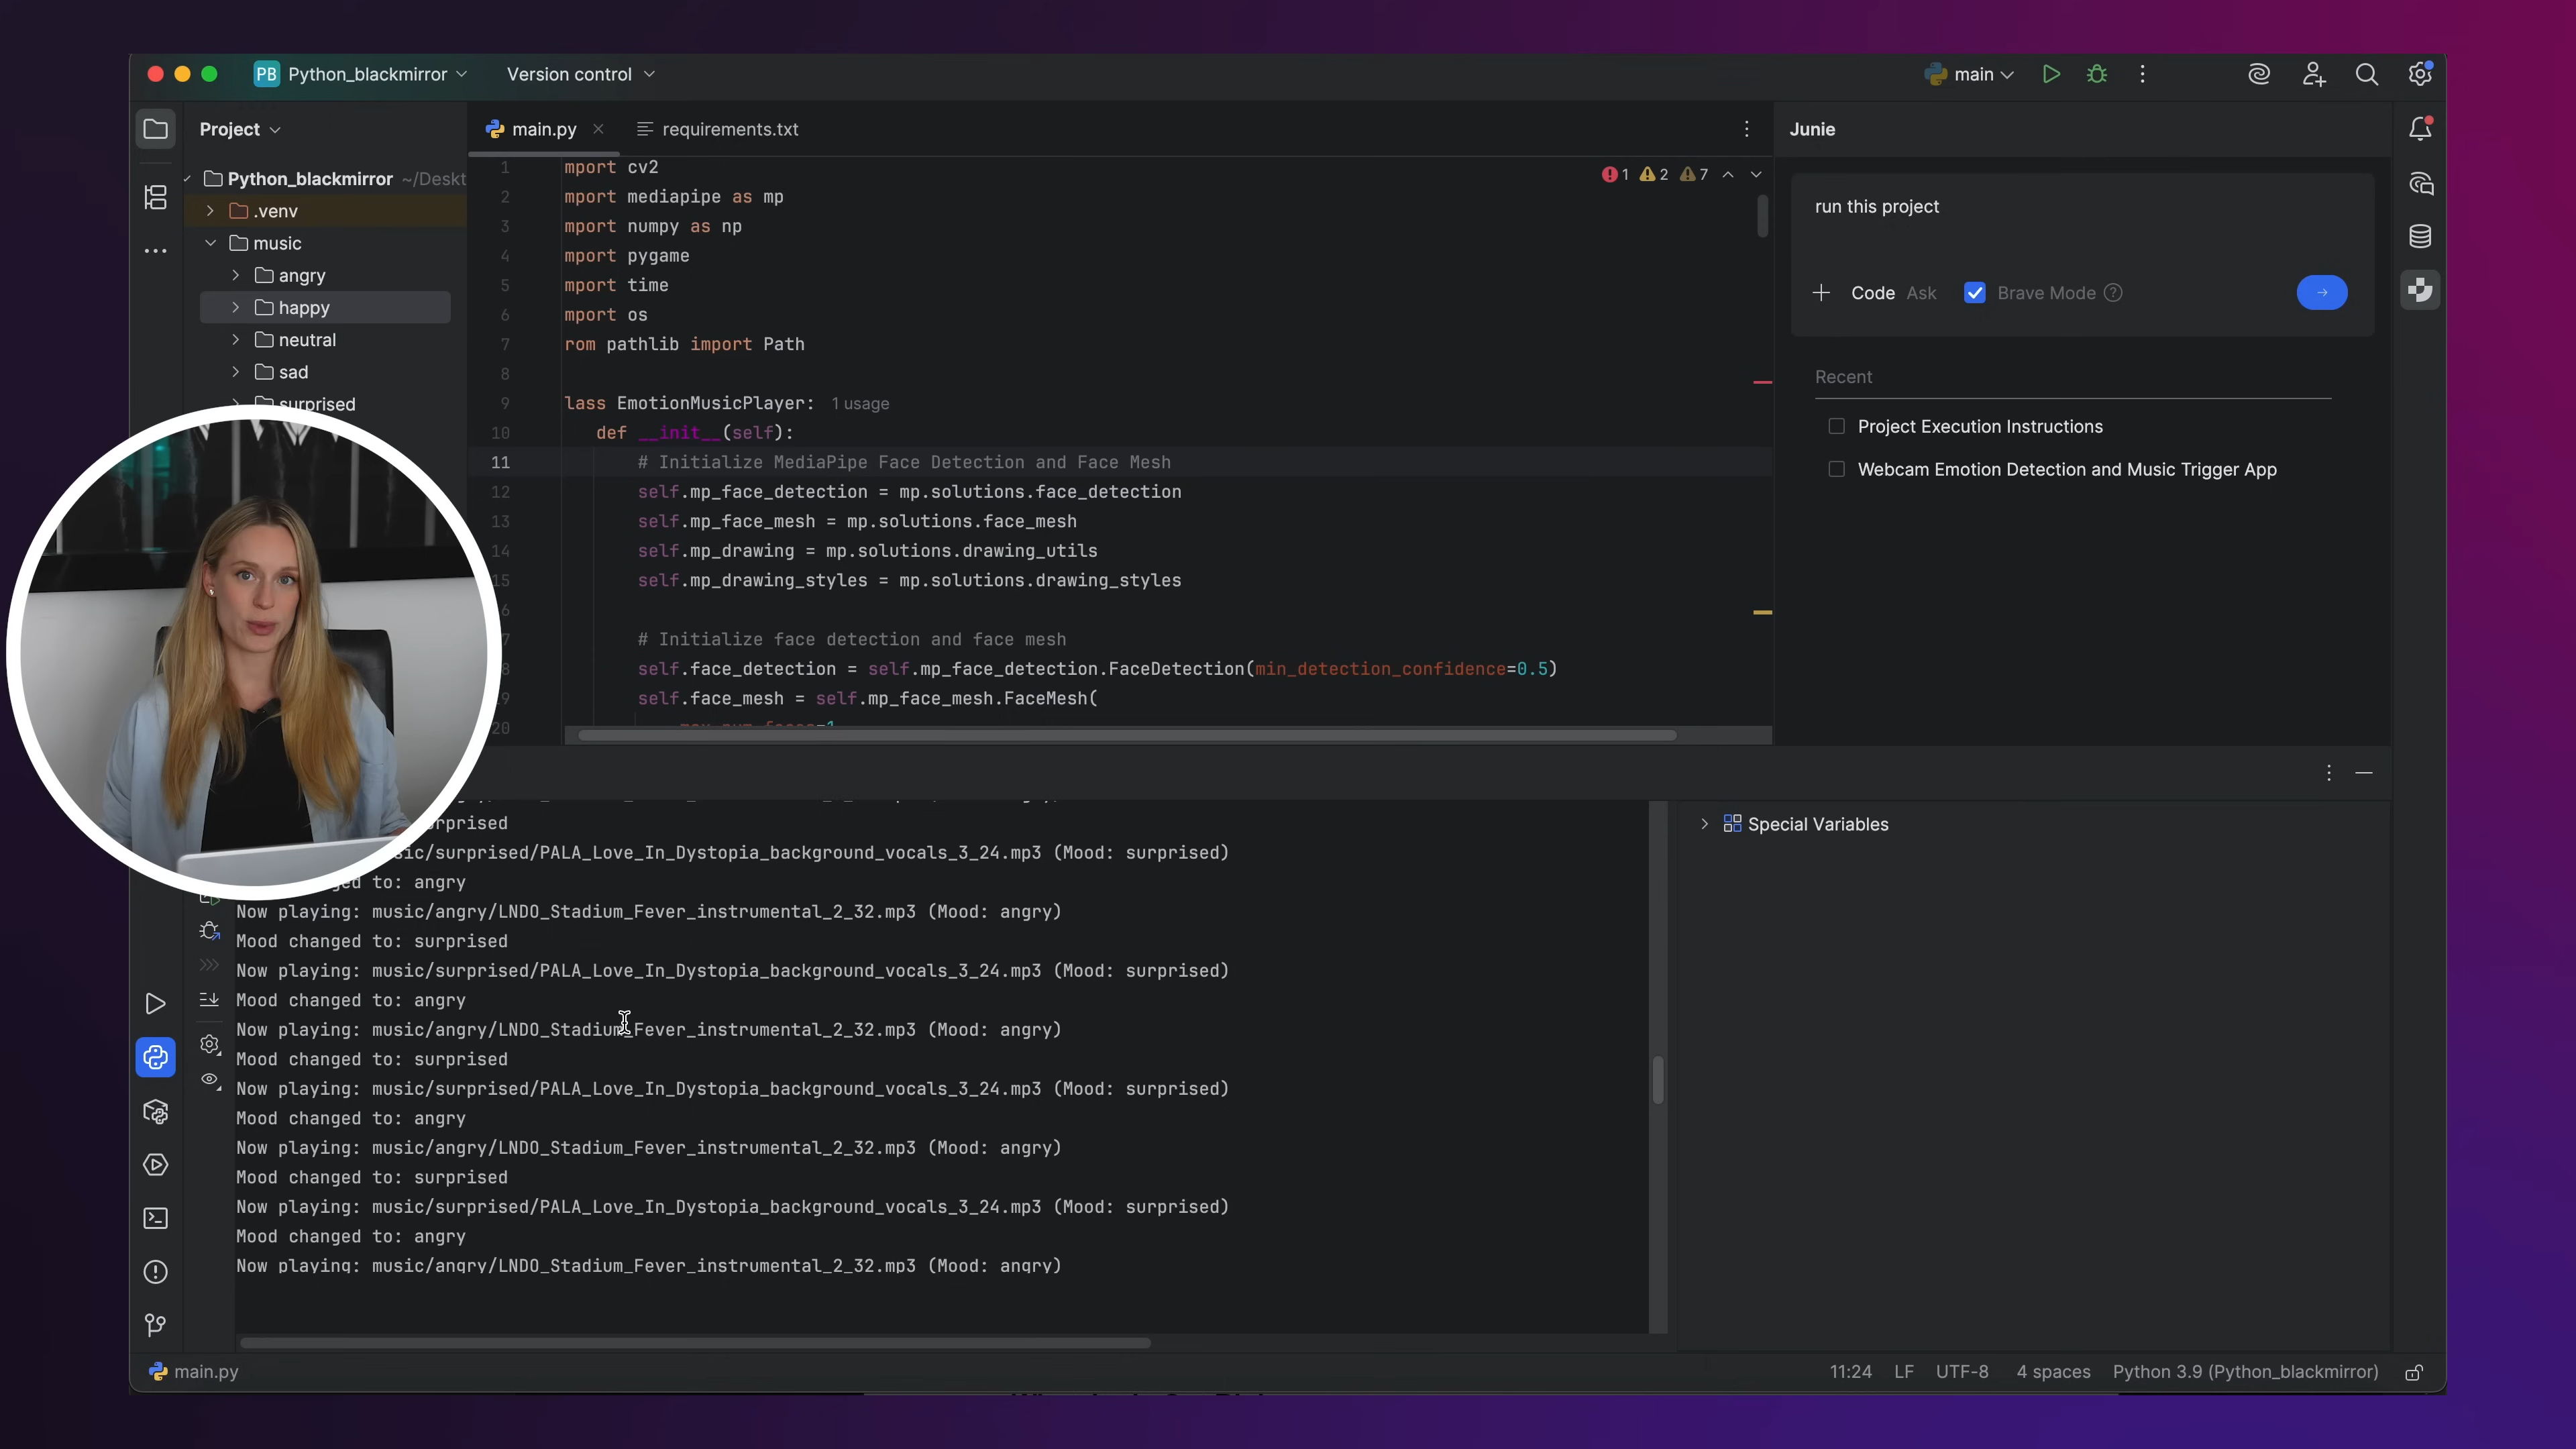 PB Python_blackmirror
Version control
main
Project
main.py
requirements.txt
Junie
Python_blackmirror ~/Deskt
.venv
music
angry
happy
neutral
sad
surprised
1 2 7
1 mport cv2
2 mport mediapipe as mp
3 mport numpy as np
4 mport pygame
5 mport time
6 mport os
7 rom pathlib import Path
8
9 lass EmotionMusicPlayer: 1 usage
10 def __init__(self):
11 # Initialize MediaPipe Face Detection and Face Mesh
12 self.mp_face_detection = mp.solutions.face_detection
13 self.mp_face_mesh = mp.solutions.face_mesh
14 self.mp_drawing = mp.solutions.drawing_utils
15 self.mp_drawing_styles = mp.solutions.drawing_styles
6
7 # Initialize face detection and face mesh
8 self.face_detection = self.mp_face_detection.FaceDetection(min_detection_confidence=0.5)
9 self.face_mesh = self.mp_face_mesh.FaceMesh(
20
run this project
Code Ask Brave Mode
Recent
Project Execution Instructions
Webcam Emotion Detection and Music Trigger App
rprised
sic/surprised/PALA_Love_In_Dystopia_background_vocals_3_24.mp3 (Mood: surprised)
ged to: angry
Now playing: music/angry/LNDO_Stadium_Fever_instrumental_2_32.mp3 (Mood: angry)
Mood changed to: surprised
Now playing: music/surprised/PALA_Love_In_Dystopia_background_vocals_3_24.mp3 (Mood: surprised)
Mood changed to: angry
Now playing: music/angry/LNDO_Stadium_Fever_instrumental_2_32.mp3 (Mood: angry)
Mood changed to: surprised
Now playing: music/surprised/PALA_Love_In_Dystopia_background_vocals_3_24.mp3 (Mood: surprised)
Mood changed to: angry
Now playing: music/angry/LNDO_Stadium_Fever_instrumental_2_32.mp3 (Mood: angry)
Mood changed to: surprised
Now playing: music/surprised/PALA_Love_In_Dystopia_background_vocals_3_24.mp3 (Mood: surprised)
Mood changed to: angry
Now playing: music/angry/LNDO_Stadium_Fever_instrumental_2_32.mp3 (Mood: angry)
Special Variables
main.py
11:24 LF UTF-8 4 spaces Python 3.9 (Python_blackmirror)